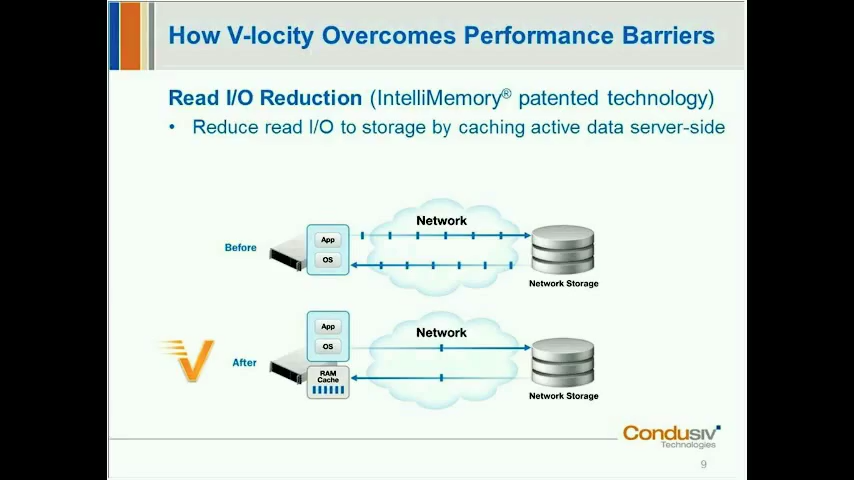 How V-locity Overcomes Performance Barriers
Read I/O Reduction (IntelliMemory® patented technology)
• Reduce read I/O to storage by caching active data server-side
Before
App
OS
Network
Network Storage
V
After
App
OS
RAM
Cache
Network
Network Storage
Condusiv
Technologies
9